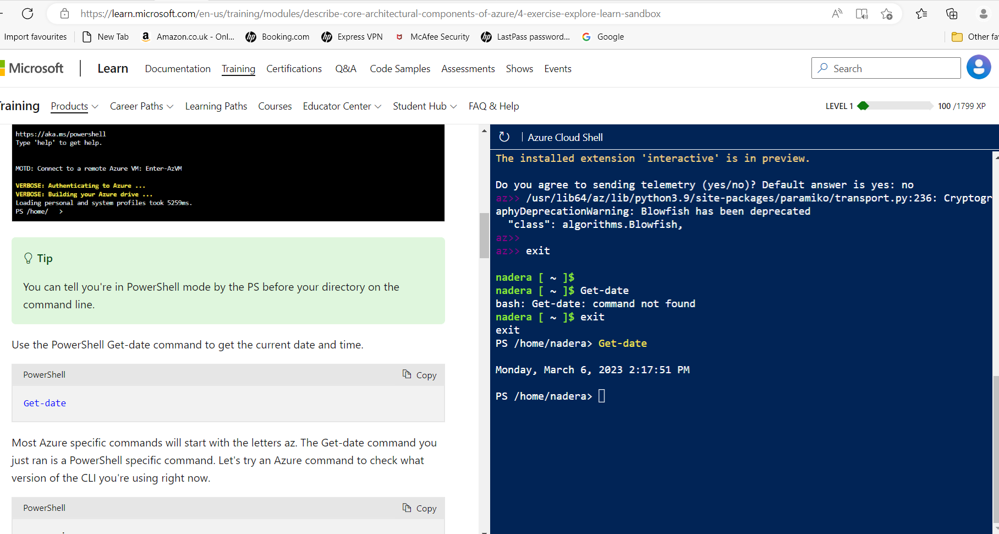 https://learn.microsoft.com/en-us/training/modules/describe-core-architectural-components-of-azure/4-exercise-explore-learn-sandbox
Import favourites
New Tab
Amazon.co.uk - Onl...
Booking.com
Express VPN
McAfee Security
LastPass password...
Google
Other fa
Microsoft
Learn
Documentation
Training
Certifications
Q&A
Code Samples
Assessments
Shows
Events
Search
raining
Products
Career Paths
Learning Paths
Courses
Educator Center
Student Hub
FAQ & Help
LEVEL 1
100 /1799 XP
https://aka.ms/powershell
Type 'help' to get help.
MOTD: Connect to a remote Azure VM: Enter-AzVM
VERBOSE: Authenticating to Azure ...
VERBOSE: Building your Azure drive ...
Loading personal and system profiles took 5259ms.
PS /home/   >
Tip
You can tell you're in PowerShell mode by the PS before your directory on the
command line.
Use the PowerShell Get-date command to get the current date and time.
PowerShell
Copy
Get-date
Most Azure specific commands will start with the letters az. The Get-date command you
just ran is a PowerShell specific command. Let's try an Azure command to check what
version of the CLI you're using right now.
PowerShell
Copy
Azure Cloud Shell
The installed extension 'interactive' is in preview.
Do you agree to sending telemetry (yes/no)? Default answer is yes: no
az>> /usr/lib64/az/lib/python3.9/site-packages/paramiko/transport.py:236: Cryptogr
aphyDeprecationWarning: Blowfish has been deprecated
"class": algorithms.Blowfish,
az>>
az>> exit
nadera [ ~ ]$
nadera [ ~ ]$ Get-date
bash: Get-date: command not found
nadera [ ~ ]$ exit
exit
PS /home/nadera> Get-date
Monday, March 6, 2023 2:17:51 PM
PS /home/nadera>